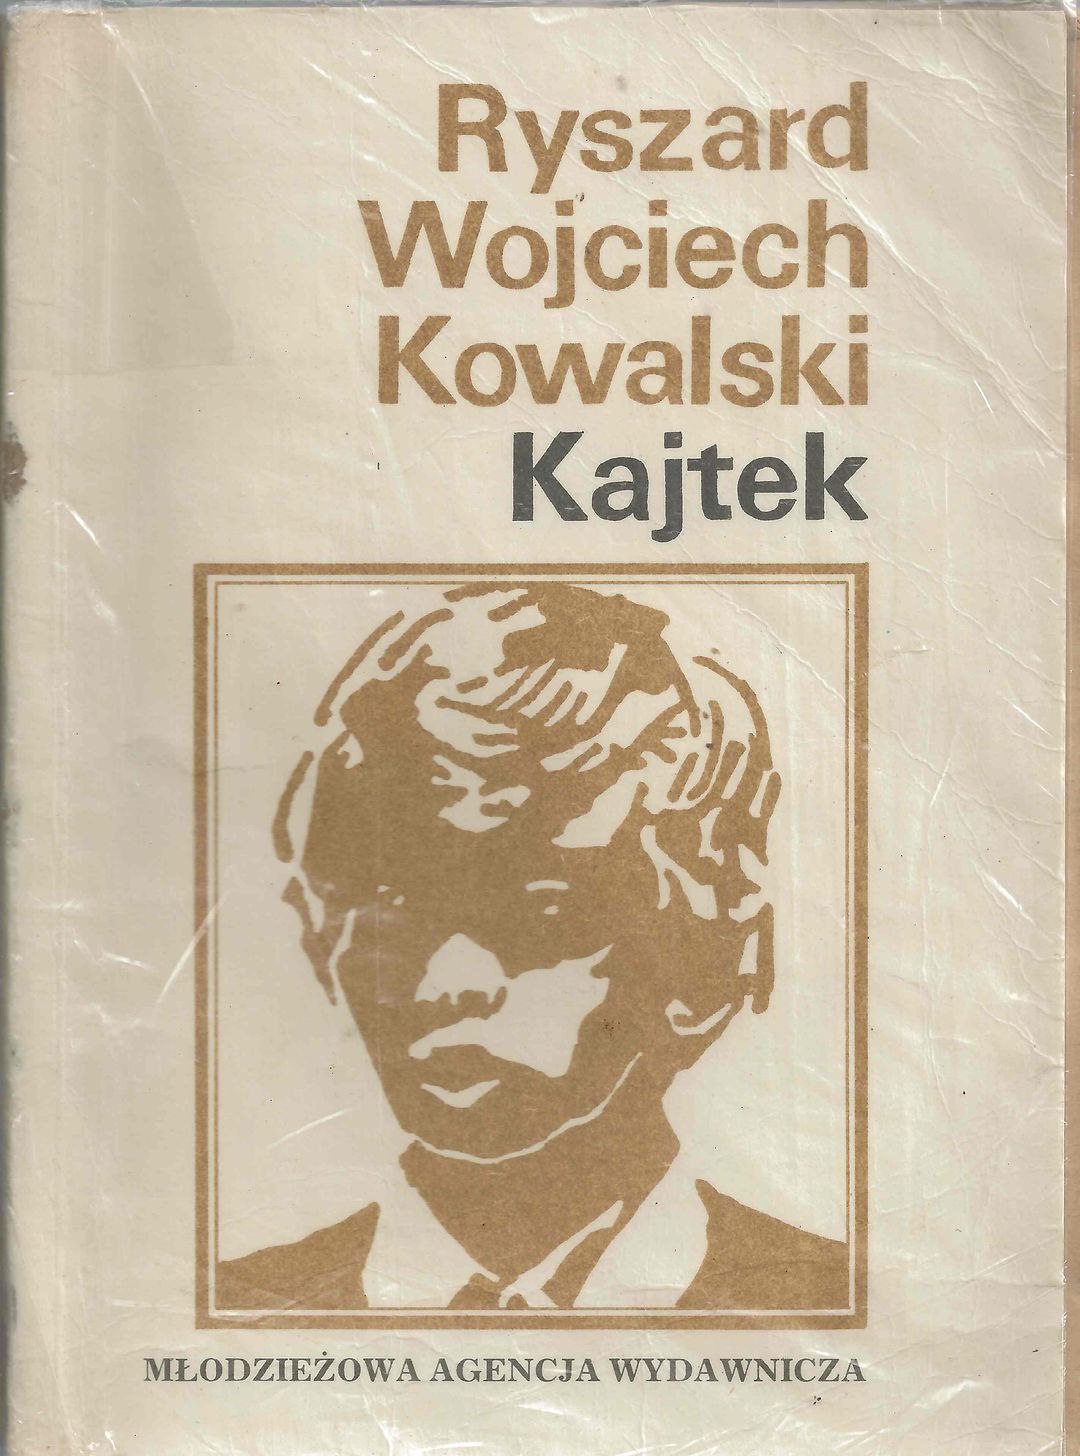 Ryszard
Wojciech
Kowalski
Kajtek
MŁODZIEŻOWA AGENCJA WYDAWNICZA